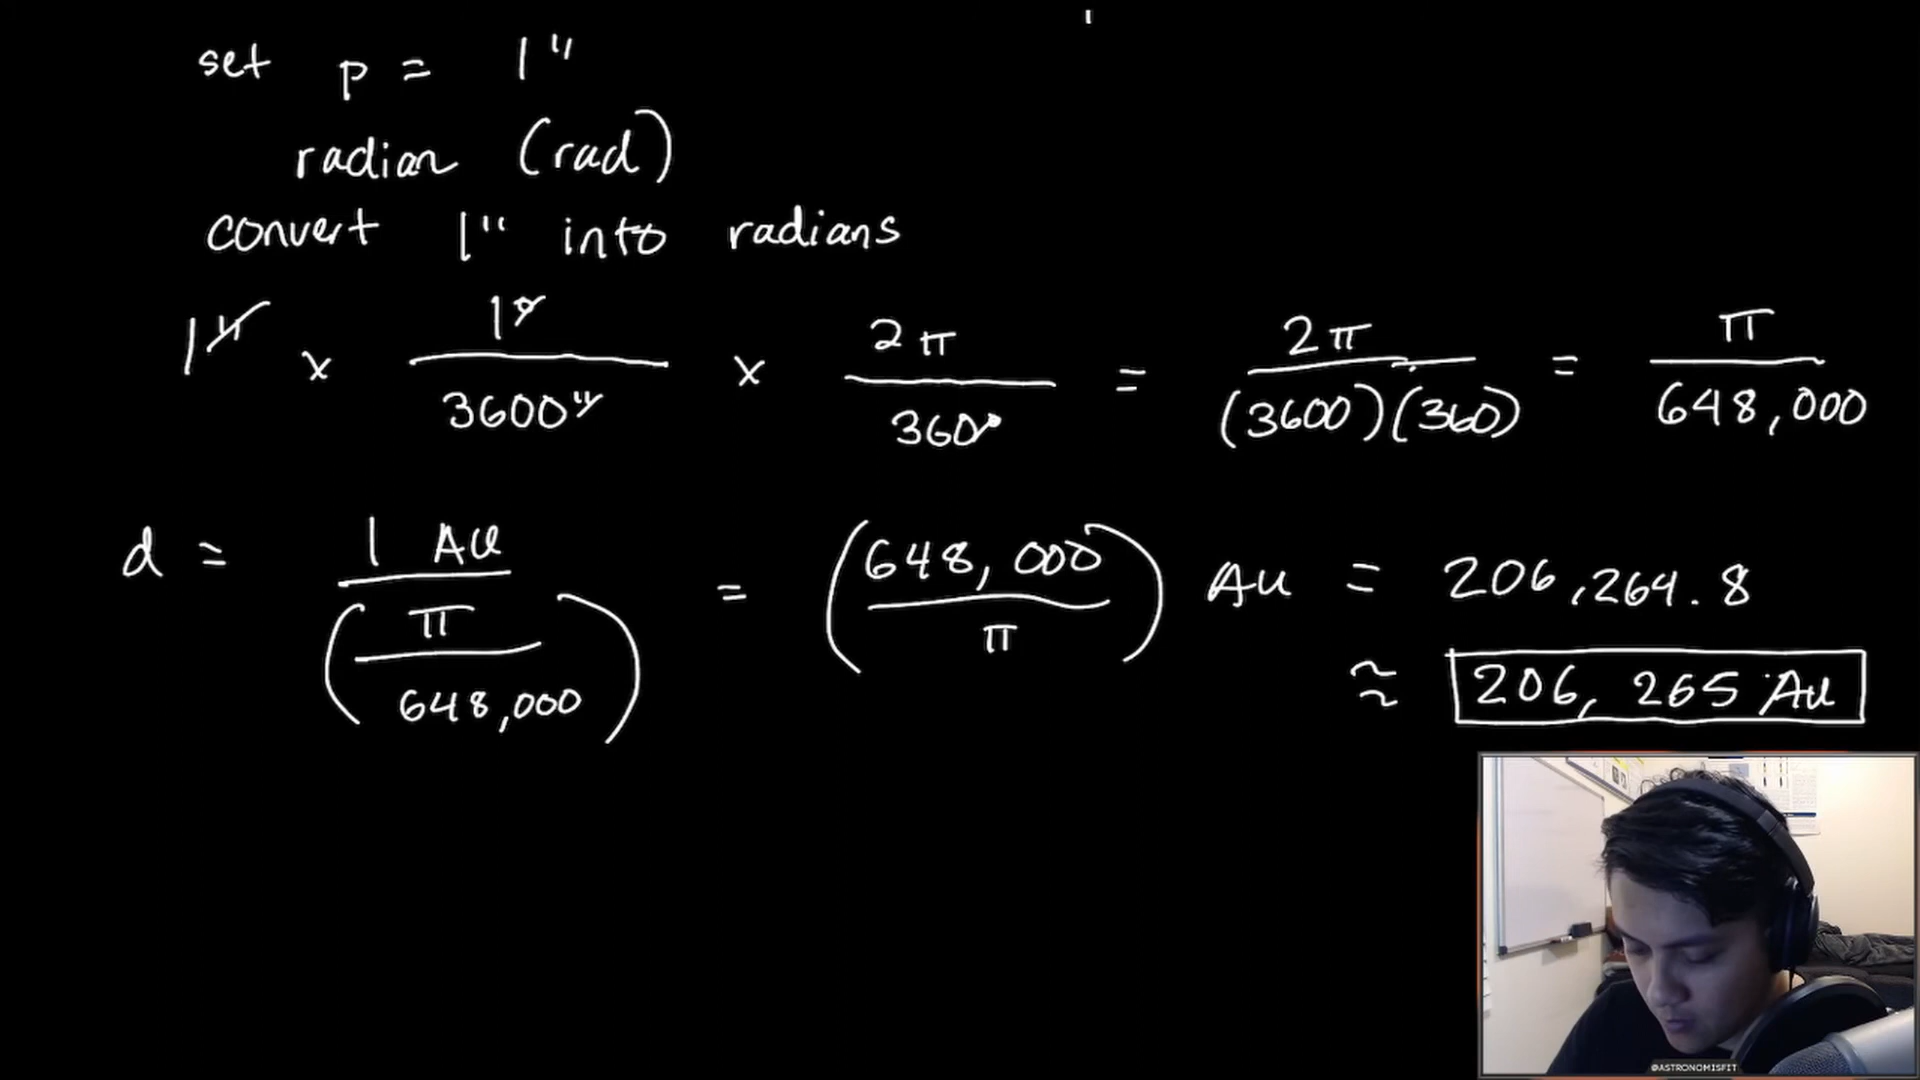 set p = 1"
radian (rad)
convert 1" into radians
1" x 1° / 3600" x 2π / 360° = 2π / (3600)(360) = π / 648,000
d = 1 AU / (π / 648,000) = (648,000 / π) AU = 206,264.8
≈ 206,265 AU
@ASTRONOMISFIT